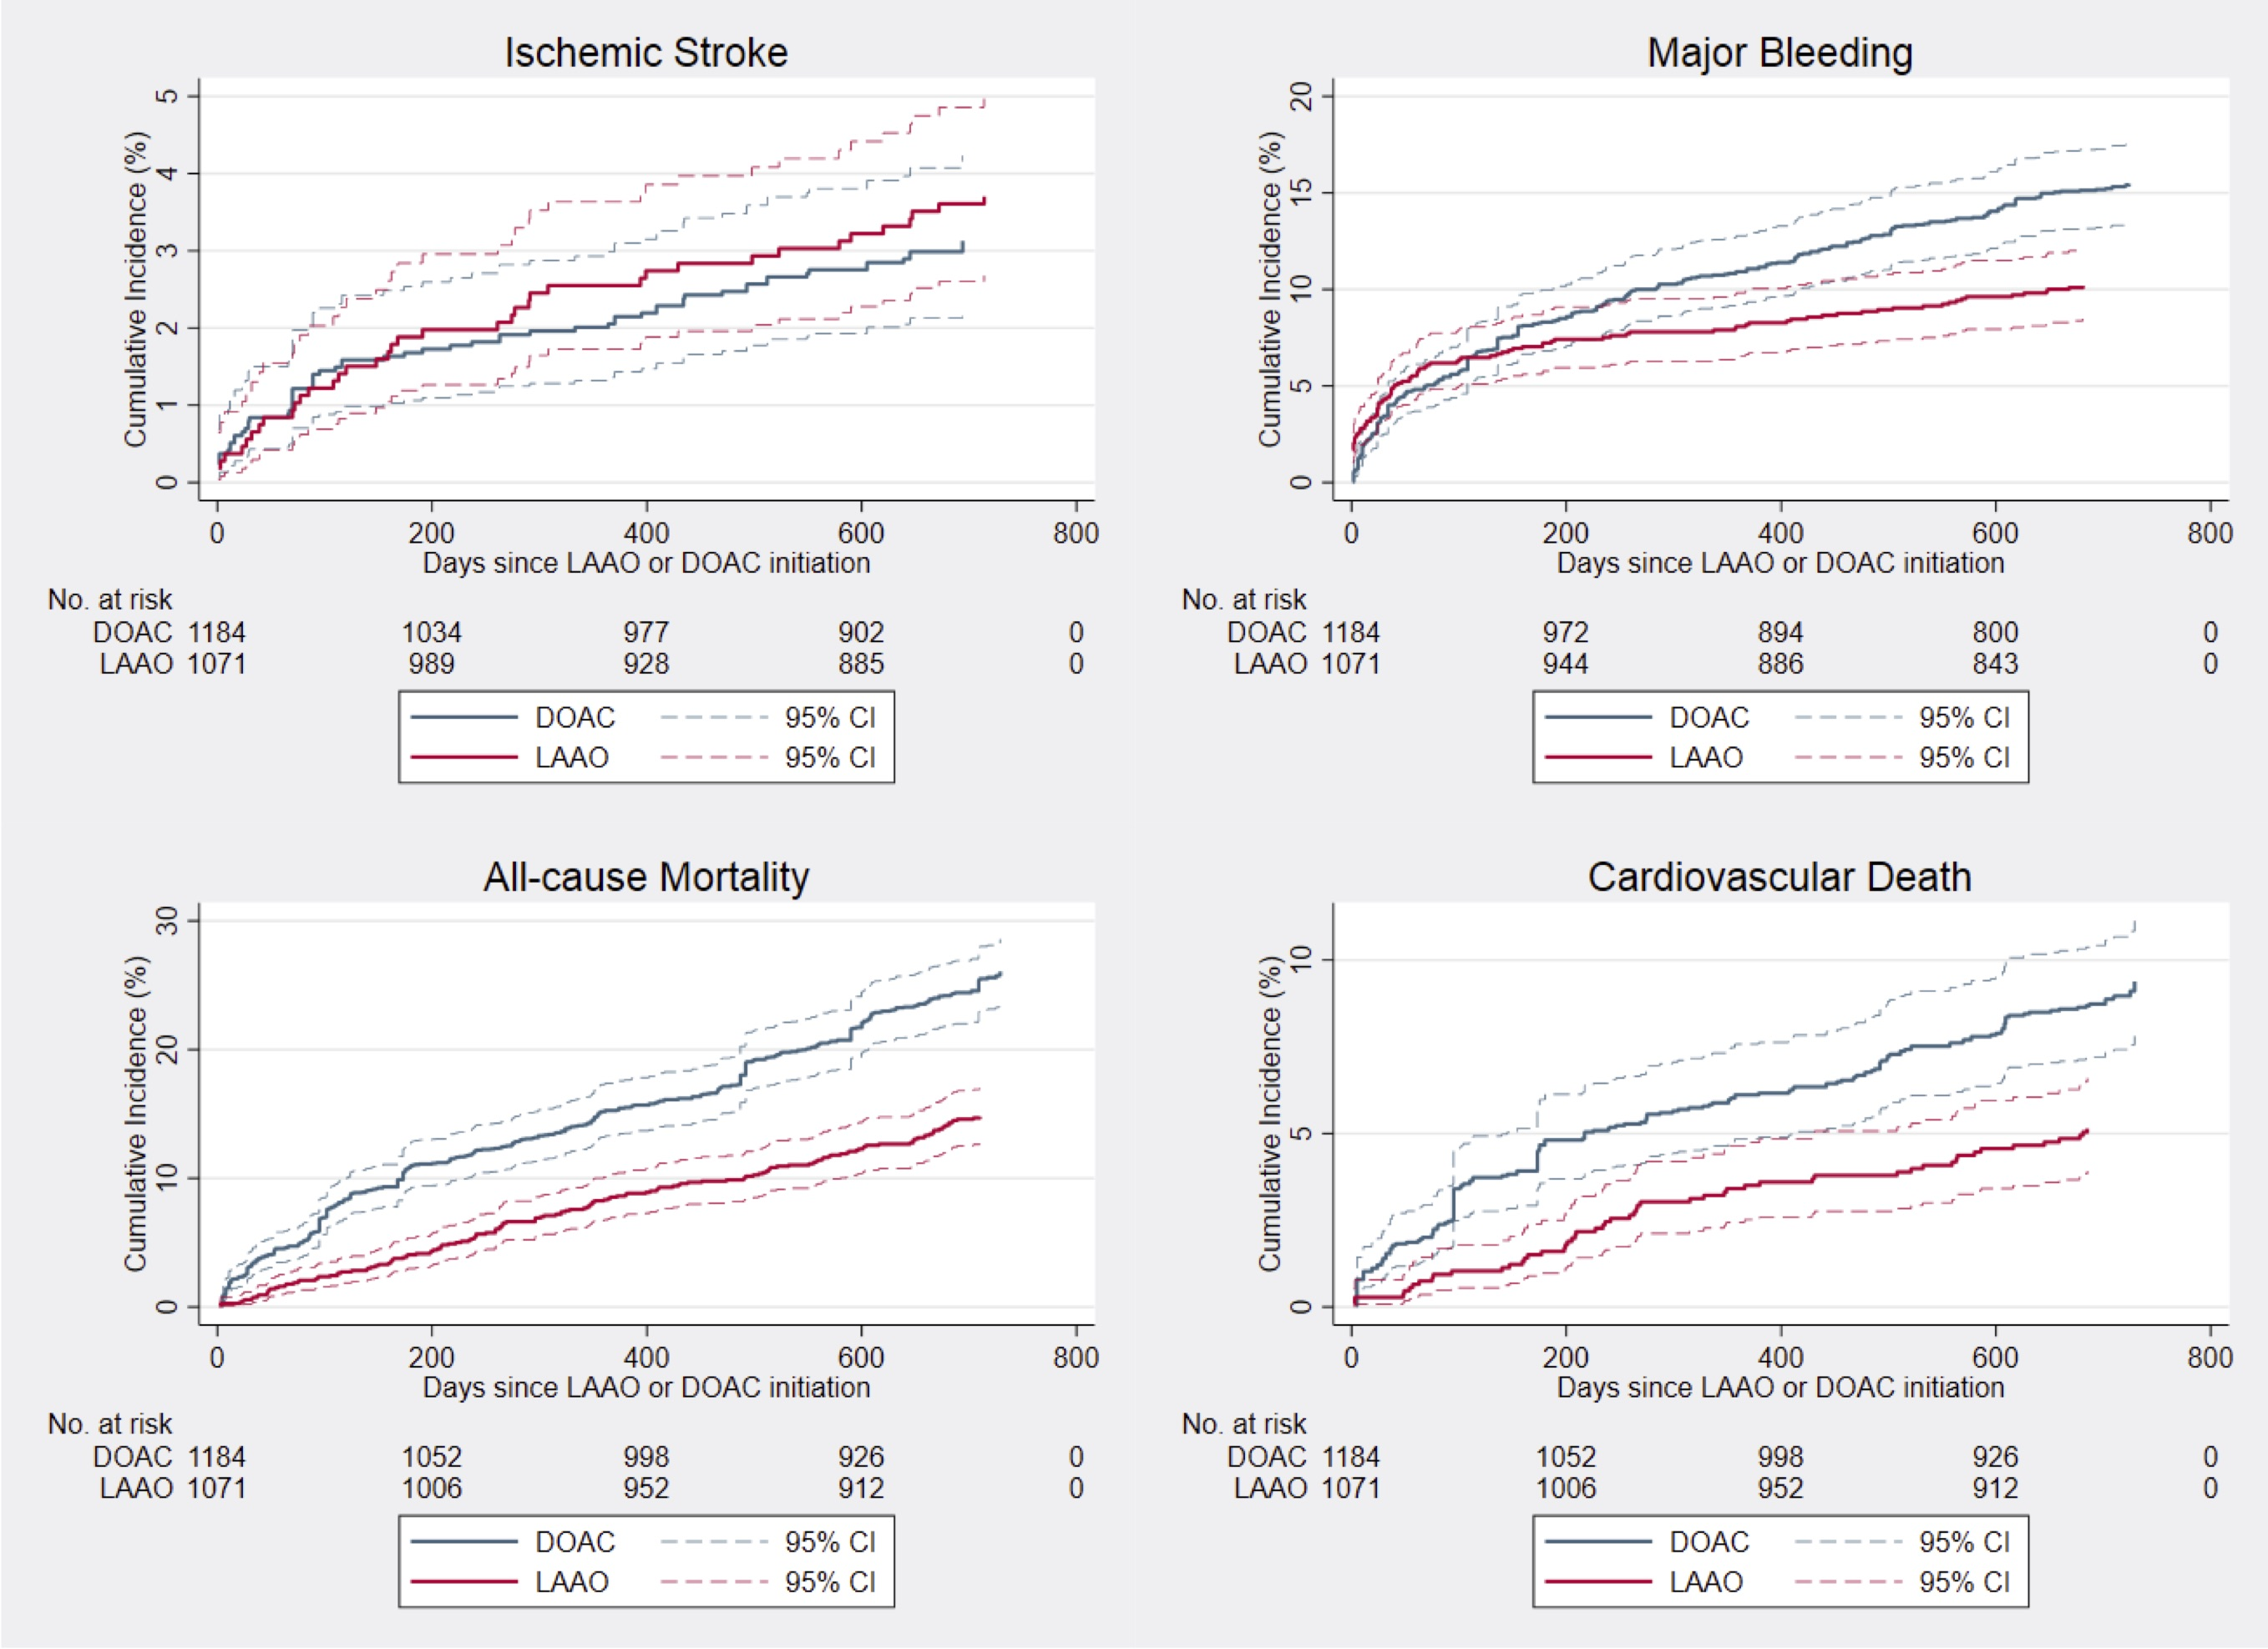 Ischemic Stroke
Cumulative Incidence (%)
5
4
3
2
1
0
0 200 400 600 800
Days since LAAO or DOAC initiation
No. at risk
DOAC 1184 1034 977 902 0
LAAO 1071 989 928 885 0
DOAC 95% CI
LAAO 95% CI
Major Bleeding
Cumulative Incidence (%)
20
15
10
5
0
0 200 400 600 800
Days since LAAO or DOAC initiation
No. at risk
DOAC 1184 972 894 800 0
LAAO 1071 944 886 843 0
DOAC 95% CI
LAAO 95% CI
All-cause Mortality
Cumulative Incidence (%)
30
20
10
0
0 200 400 600 800
Days since LAAO or DOAC initiation
No. at risk
DOAC 1184 1052 998 926 0
LAAO 1071 1006 952 912 0
DOAC 95% CI
LAAO 95% CI
Cardiovascular Death
Cumulative Incidence (%)
10
5
0
0 200 400 600 800
Days since LAAO or DOAC initiation
No. at risk
DOAC 1184 1052 998 926 0
LAAO 1071 1006 952 912 0
DOAC 95% CI
LAAO 95% CI